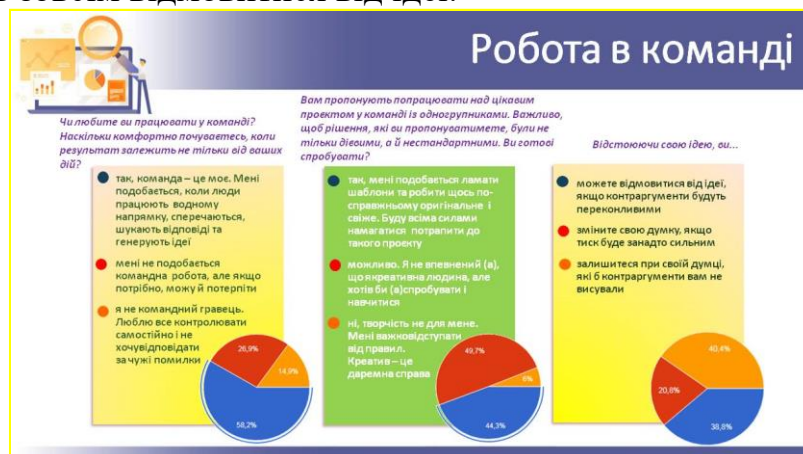 Робота в команді
Чи любите ви працювати у команді?
Наскільки комфортно почуваетесь, коли
результат залежить не тільки від ваших
дій?
так, команда – це моє. Мені
подобається, коли люди
працюють водному
напрямку, сперечаються,
шукають відповіді та
генерують ідеї
мені не подобається
командна робота, але якщо
потрібно, можу й потерпіти
я не командний гравець.
Люблю все контролювати
самостійно і не
хочувідповідати
за чужі помилки
26,9%
14,9%
58,2%
Вам пропонують попрацювати над цікавим
проектом у команді із одногрупниками. Важливо,
щоб рішення, які ви пропонуватимете, були не
тільки дієвими, а й нестандартними. Ви готові
спробувати?
так, мені подобається ламати
шаблони та робити щось по-
справжньому оригінальне і
свіже. Буду всіма силами
намагатися потрапити до
такого проєкту
можливо. Я не впевнений (а),
що якреативна людина, але
хотів би (а)спробувати і
навчитися
ні, творчість не для мене.
Мені важковідступати
від правил.
Креатив – це
даремна справа
49,7%
6%
44,3%
Відстоюючи свою ідею, ви...
можете відмовитися від ідеї,
якщо контраргументи будуть
переконливими
зміните свою думку, якщо
тиск буде занадто сильним
залишитеся при своїй думці,
які б контраргументи вам не
висували
40,4%
20,8%
38,8%